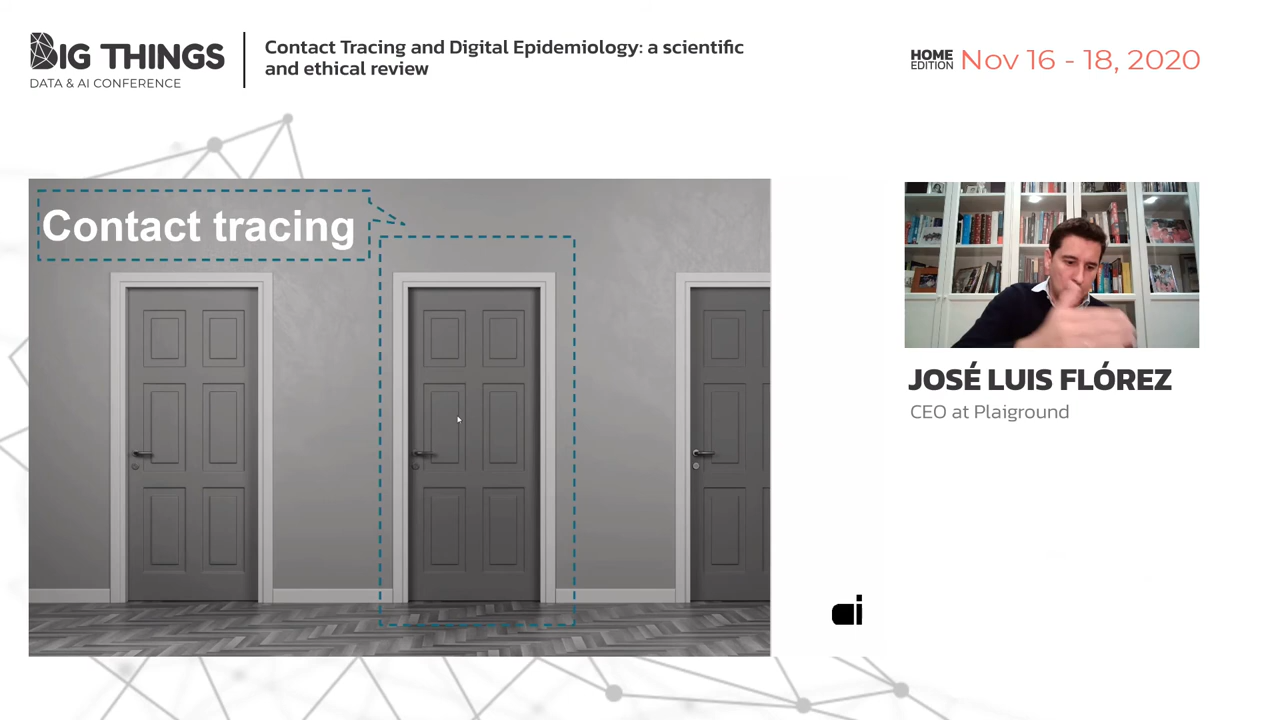 BIG THINGS
DATA & AI CONFERENCE
Contact Tracing and Digital Epidemiology: a scientific
and ethical review
HOME
EDITION
Nov 16 - 18, 2020
Contact tracing
JOSÉ LUIS FLÓREZ
CEO at Plaiground
ai